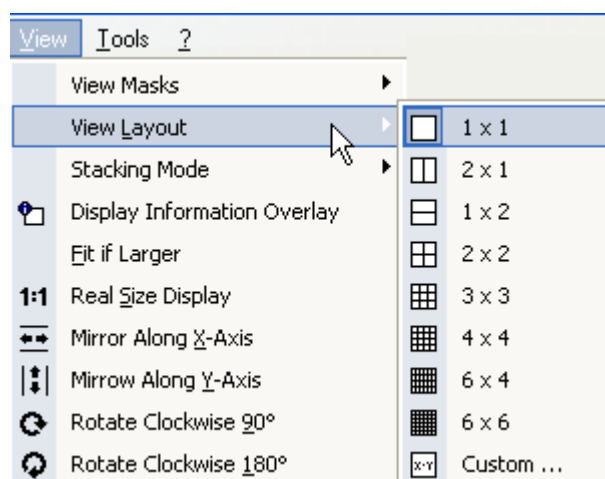 View Tools ?
View Masks
View Layout
Stacking Mode
Display Information Overlay
Fit if Larger
1:1 Real Size Display
Mirror Along X-Axis
Mirrow Along Y-Axis
Rotate Clockwise 90°
Rotate Clockwise 180°
1 x 1
2 x 1
1 x 2
2 x 2
3 x 3
4 x 4
6 x 4
6 x 6
X·Y Custom ...